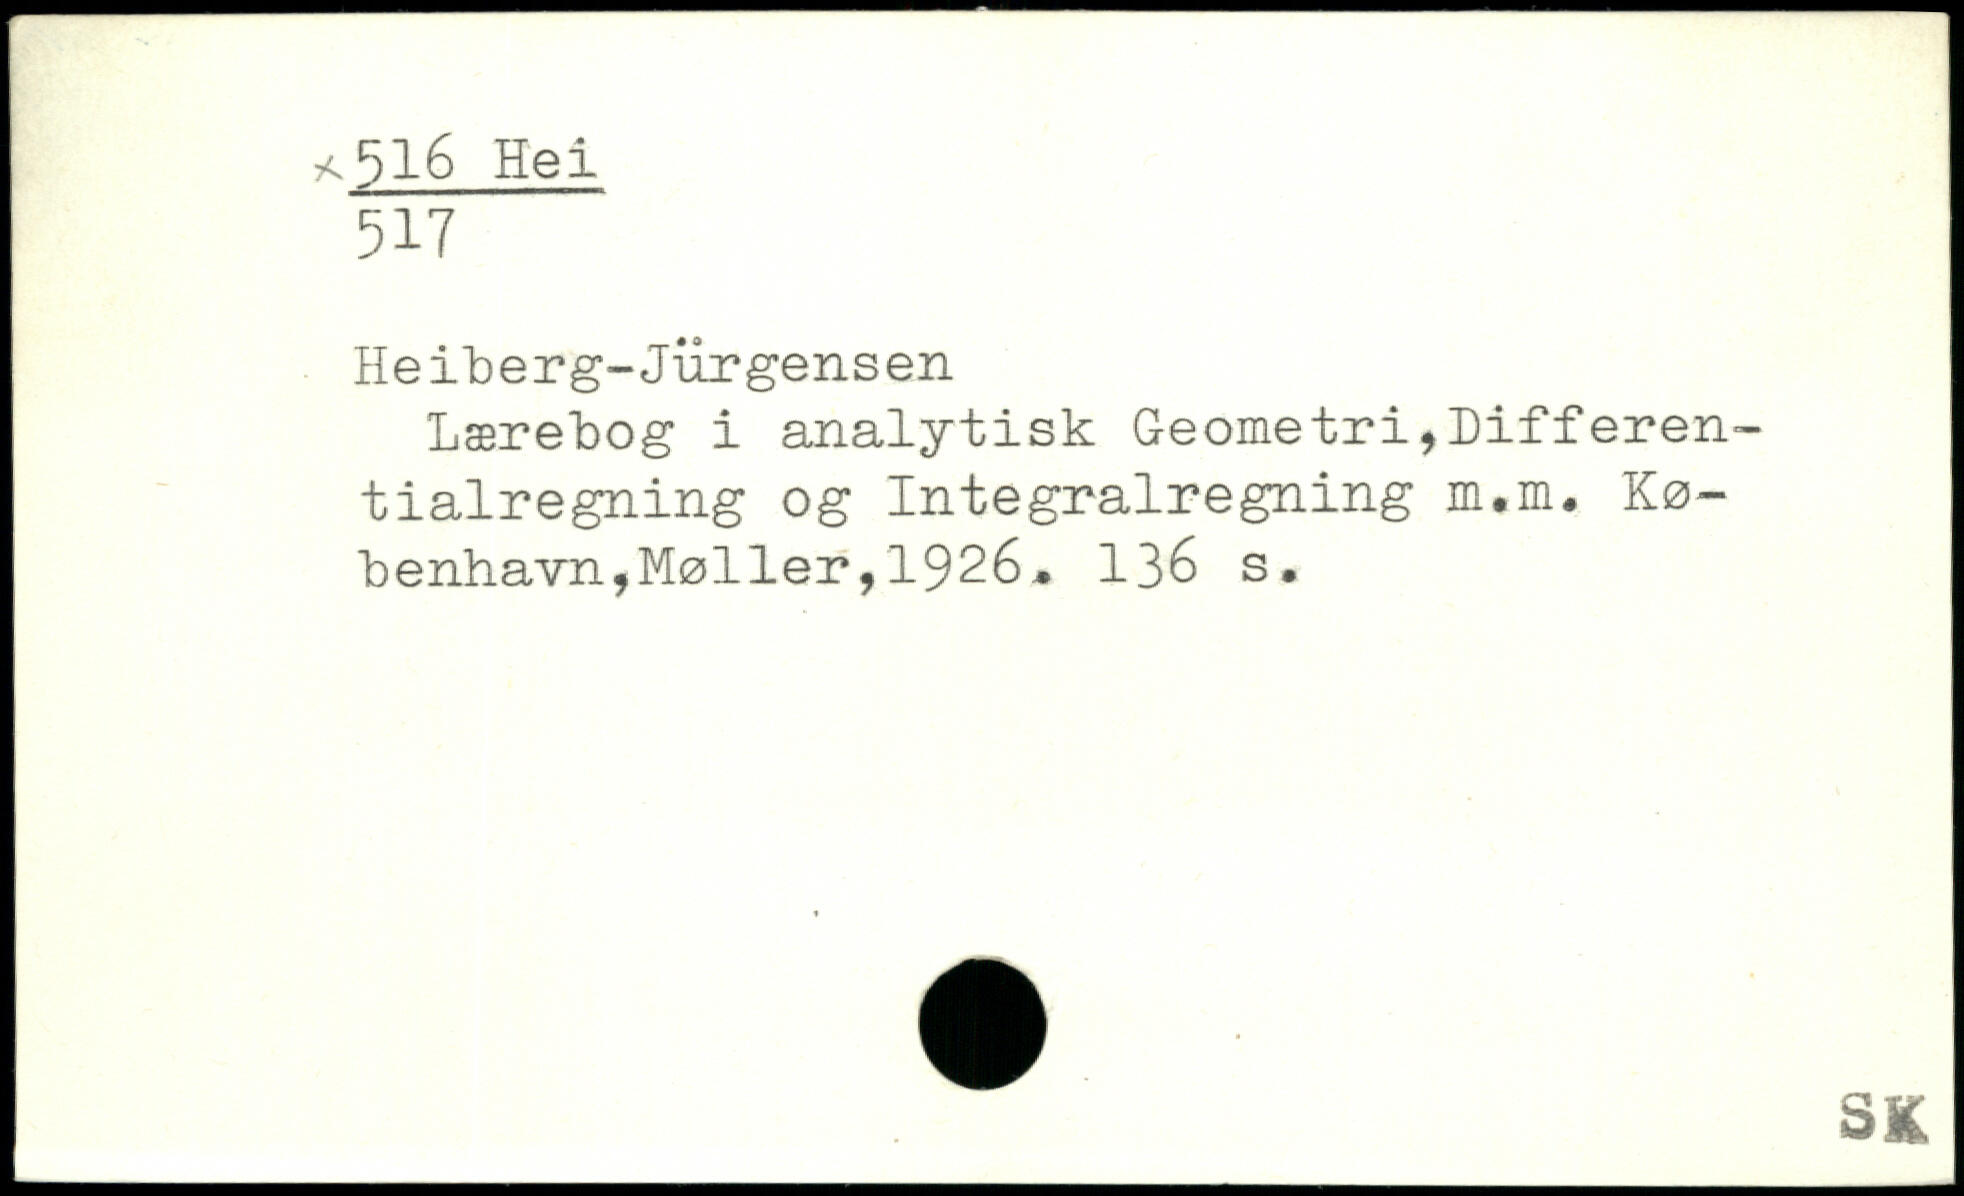 x 516 Hei
517
Heiberg-Jürgensen
Lærebog i analytisk Geometri,Differen-
tialregning og Integralregning m.m. Kø-
benhavn,Møller,1926. 136 s.
SK